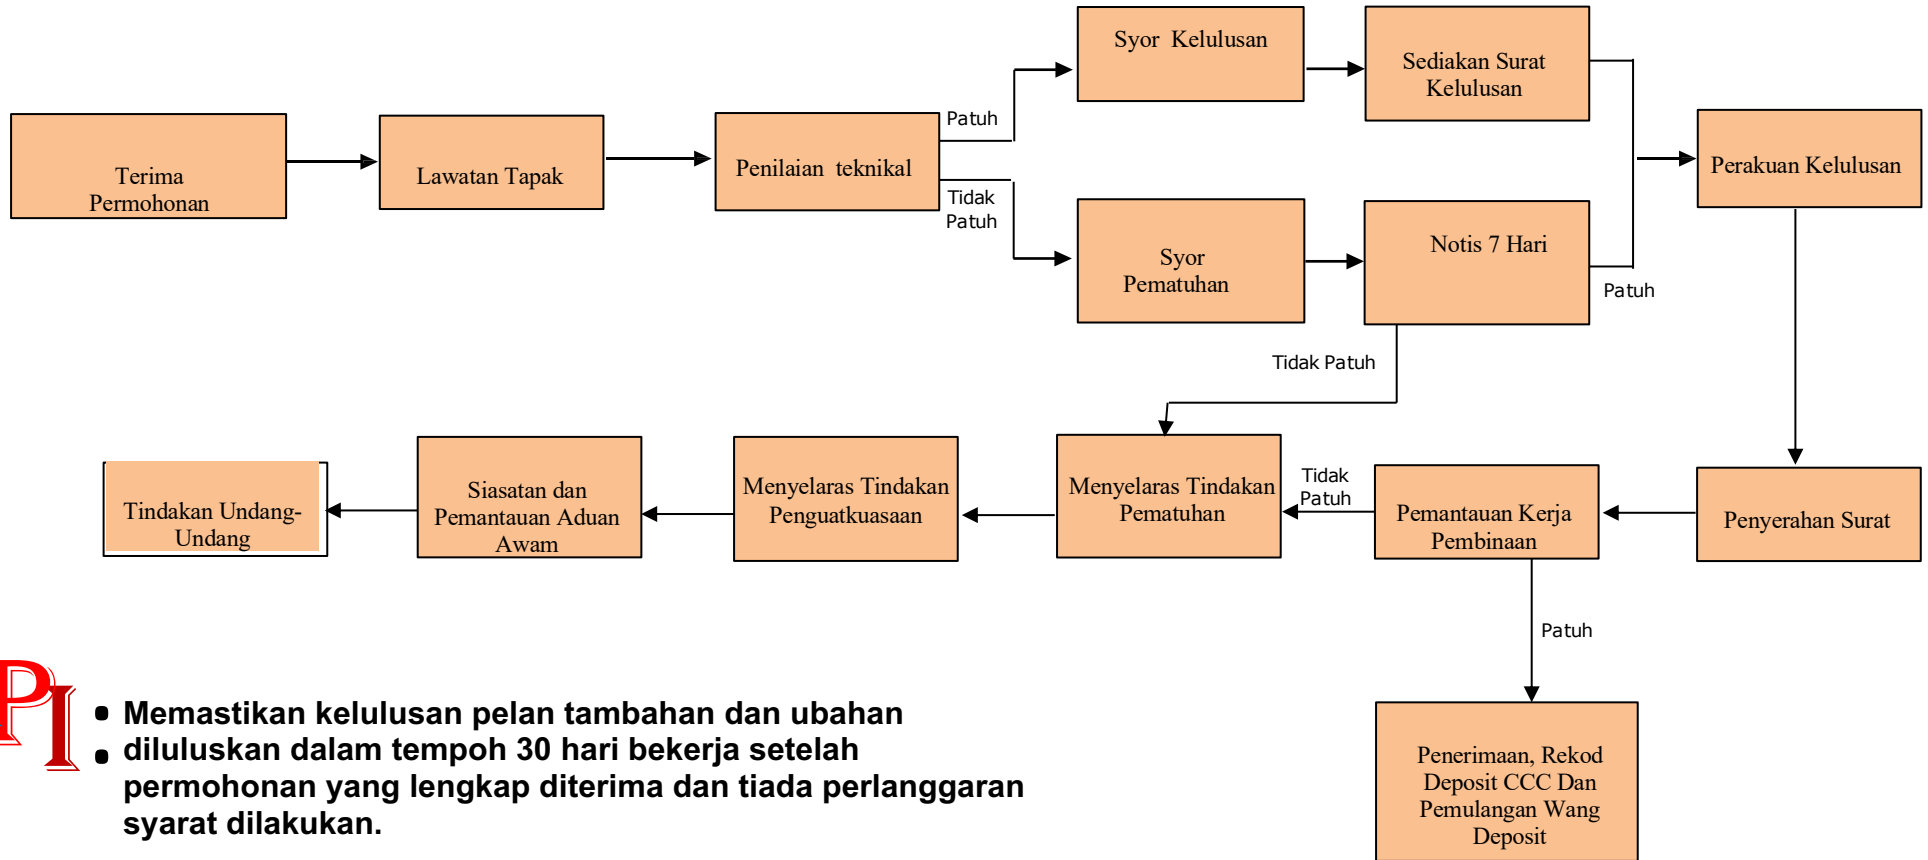 Terima
Permohonan
Lawatan Tapak
Penilaian teknikal
Patuh
Tidak
Patuh
Syor Kelulusan
Sediakan Surat
Kelulusan
Syor
Pematuhan
Notis 7 Hari
Patuh
Perakuan Kelulusan
Tidak Patuh
Penyerahan Surat
Pemantauan Kerja
Pembinaan
Tidak
Patuh
Menyelaras Tindakan
Pematuhan
Menyelaras Tindakan
Penguatkuasaan
Siasatan dan
Pemantauan Aduan
Awam
Tindakan Undang-
Undang
Patuh
Penerimaan, Rekod
Deposit CCC Dan
Pemulangan Wang
Deposit
PI
: Memastikan kelulusan pelan tambahan dan ubahan
diluluskan dalam tempoh 30 hari bekerja setelah
permohonan yang lengkap diterima dan tiada perlanggaran
syarat dilakukan.